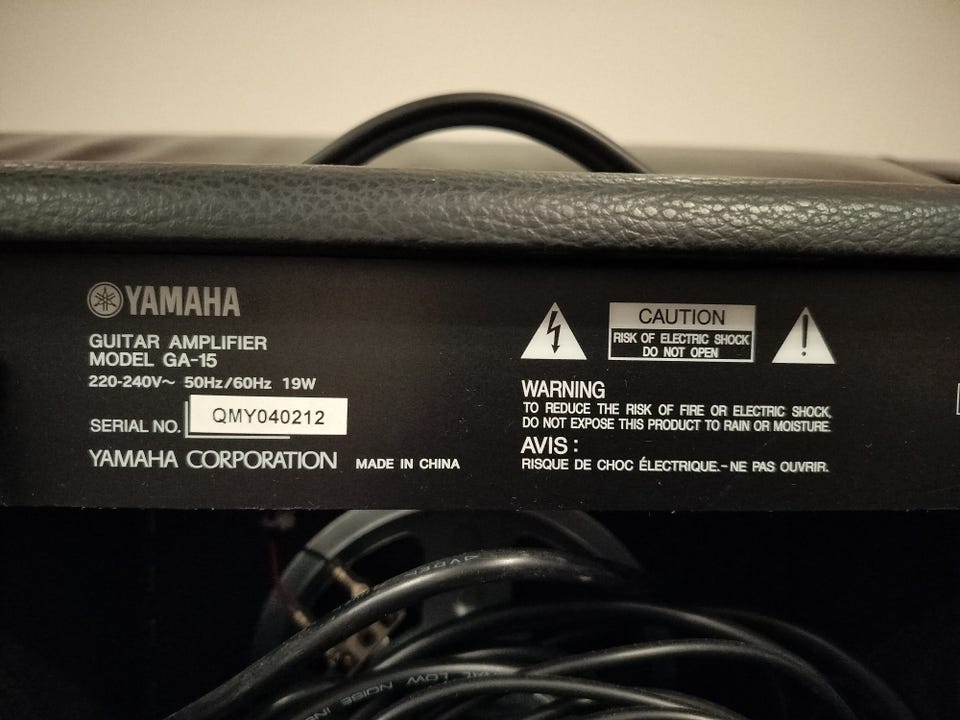 YAMAHA
GUITAR AMPLIFIER
MODEL GA-15
220-240V~ 50Hz/60Hz 19W
SERIAL NO. QMY040212
YAMAHA CORPORATION MADE IN CHINA
CAUTION
RISK OF ELECTRIC SHOCK
DO NOT OPEN
WARNING
TO REDUCE THE RISK OF FIRE OR ELECTRIC SHOCK,
DO NOT EXPOSE THIS PRODUCT TO RAIN OR MOISTURE.
AVIS :
RISQUE DE CHOC ÉLECTRIQUE.-NE PAS OUVRIR.
LOW NOISE